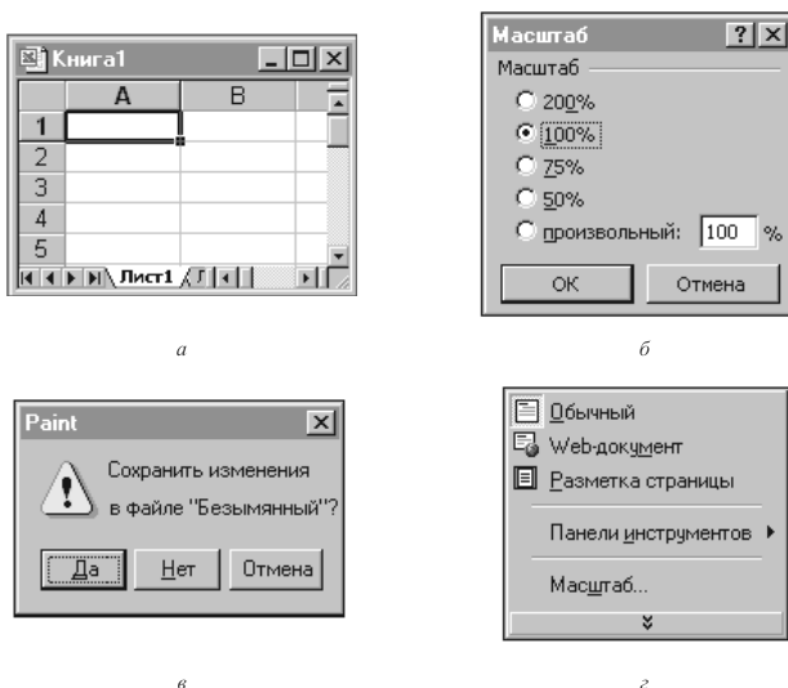 Книга1
A B
1
2
3
4
5
Лист1
а
Масштаб
Масштаб
200%
100%
75%
50%
произвольный: 100 %
ОК Отмена
б
Paint
Сохранить изменения
в файле "Безымянный"?
Да Нет Отмена
в
Обычный
Web-документ
Разметка страницы
Панели инструментов
Масштаб...
г